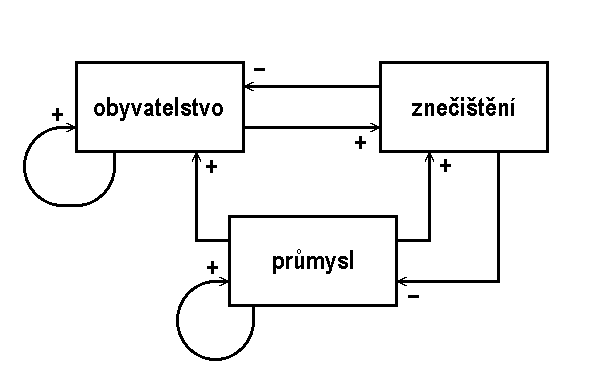 −
+
obyvatelstvo
znečištění
+
+
+
+
průmysl
−